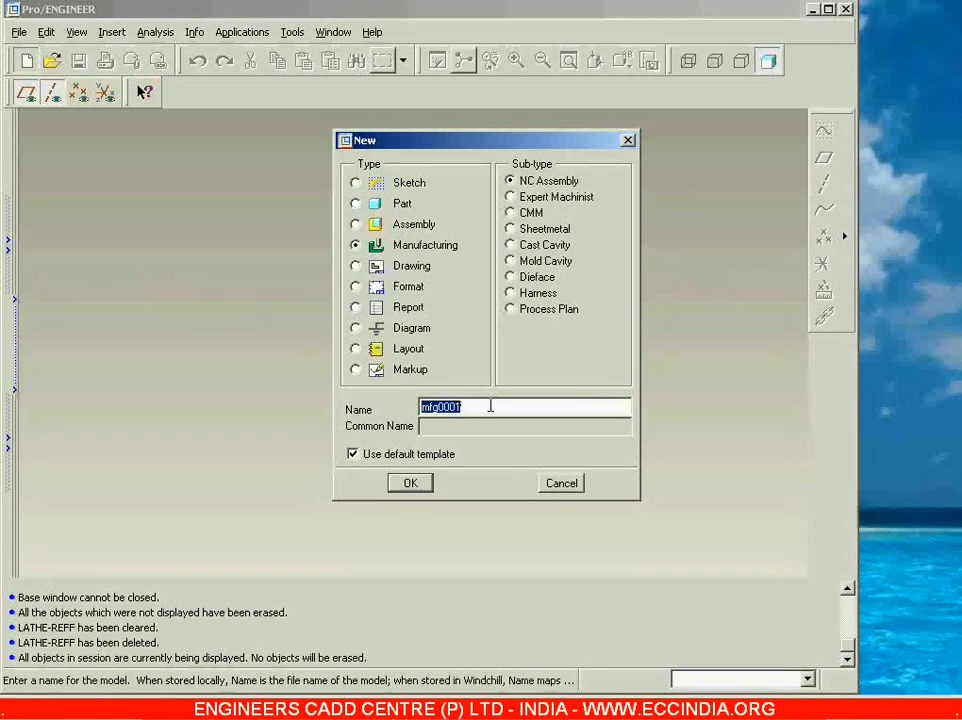 Pro/ENGINEER
File Edit View Insert Analysis Info Applications Tools Window Help
New
Type
Sketch
Part
Assembly
Manufacturing
Drawing
Format
Report
Diagram
Layout
Markup
Sub-type
NC Assembly
Expert Machinist
CMM
Sheetmetal
Cast Cavity
Mold Cavity
Dieface
Harness
Process Plan
Name mfg0001
Common Name
Use default template
OK Cancel
Base window cannot be closed.
All the objects which were not displayed have been erased.
LATHE-REFF has been cleared.
LATHE-REFF has been deleted.
All objects in session are currently being displayed. No objects will be erased.
Enter a name for the model. When stored locally, Name is the file name of the model; when stored in Windchill, Name maps ...
ENGINEERS CADD CENTRE (P) LTD - INDIA - WWW.ECCINDIA.ORG